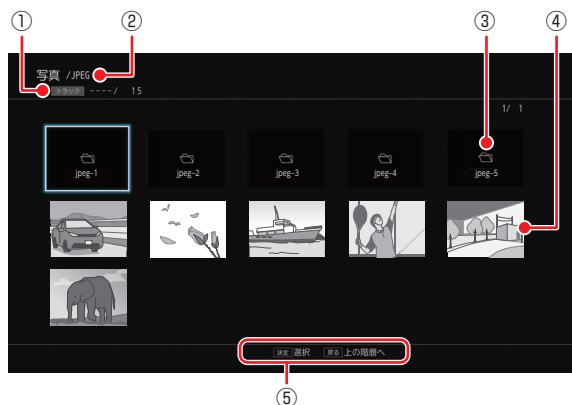 ① ② ③ ④
写真 /JPEG
トラック ----/ 15
1/ 1
jpeg-1 jpeg-2 jpeg-3 jpeg-4 jpeg-5
決定 選択 戻る 上の階層へ
⑤